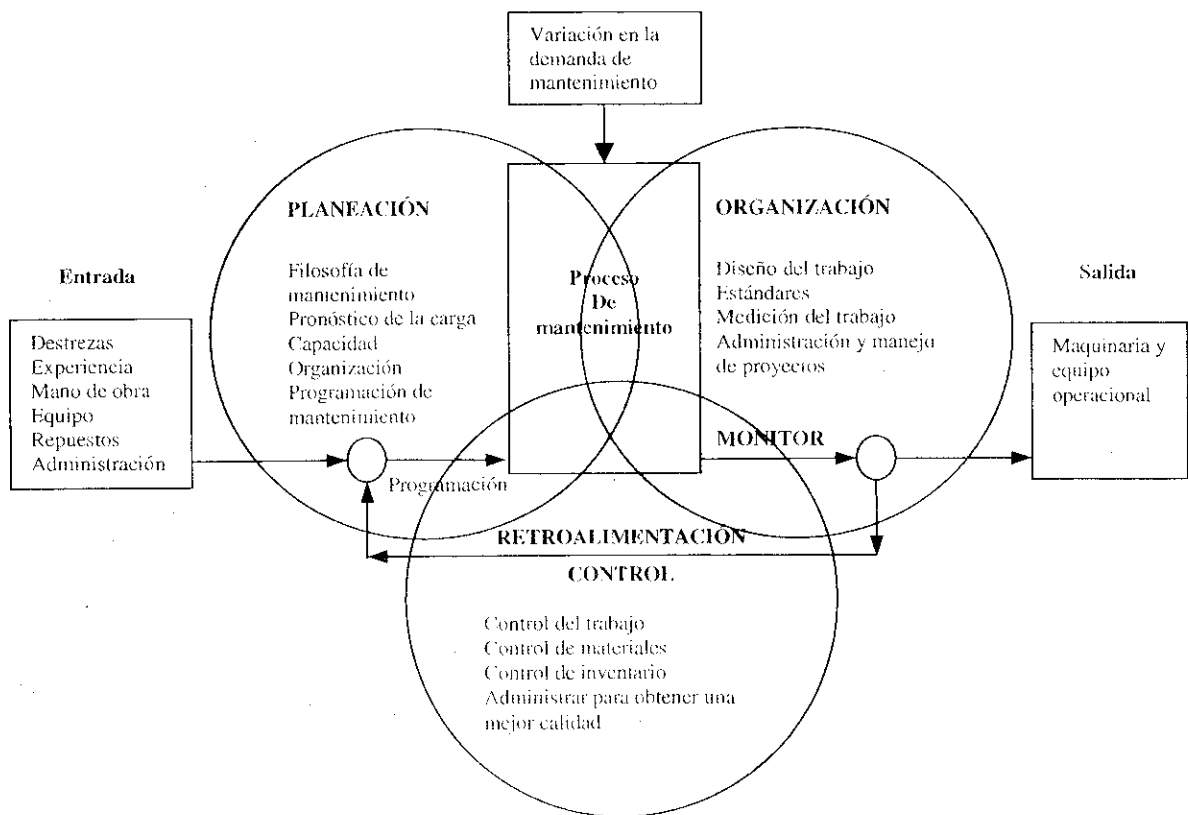 Variación en la
demanda de
mantenimiento
PLANEACIÓN
Filosofía de
mantenimiento
Pronóstico de la carga
Capacidad
Organización
Programación de
mantenimiento
Proceso
De
mantenimiento
ORGANIZACIÓN
Diseño del trabajo
Estándares
Medición del trabajo
Administración y manejo
de proyectos
Entrada
Destrezas
Experiencia
Mano de obra
Equipo
Repuestos
Administración
Salida
Maquinaria y
equipo
operacional
MONITOR
Programación
RETROALIMENTACIÓN
CONTROL
Control del trabajo
Control de materiales
Control de inventario
Administrar para obtener una
mejor calidad